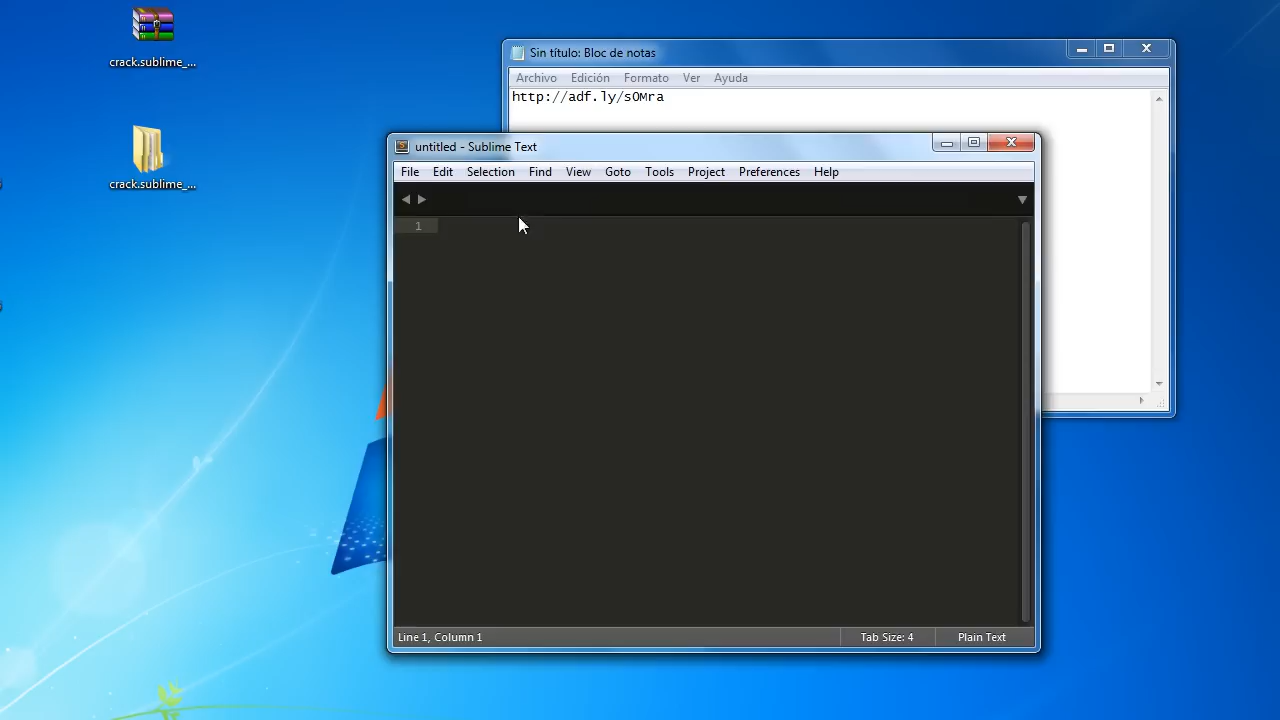 crack.sublime_...
crack.sublime_...
Sin título: Bloc de notas
Archivo Edición Formato Ver Ayuda
http://adf.ly/sOMra
untitled - Sublime Text
File Edit Selection Find View Goto Tools Project Preferences Help
1
Line 1, Column 1
Tab Size: 4
Plain Text